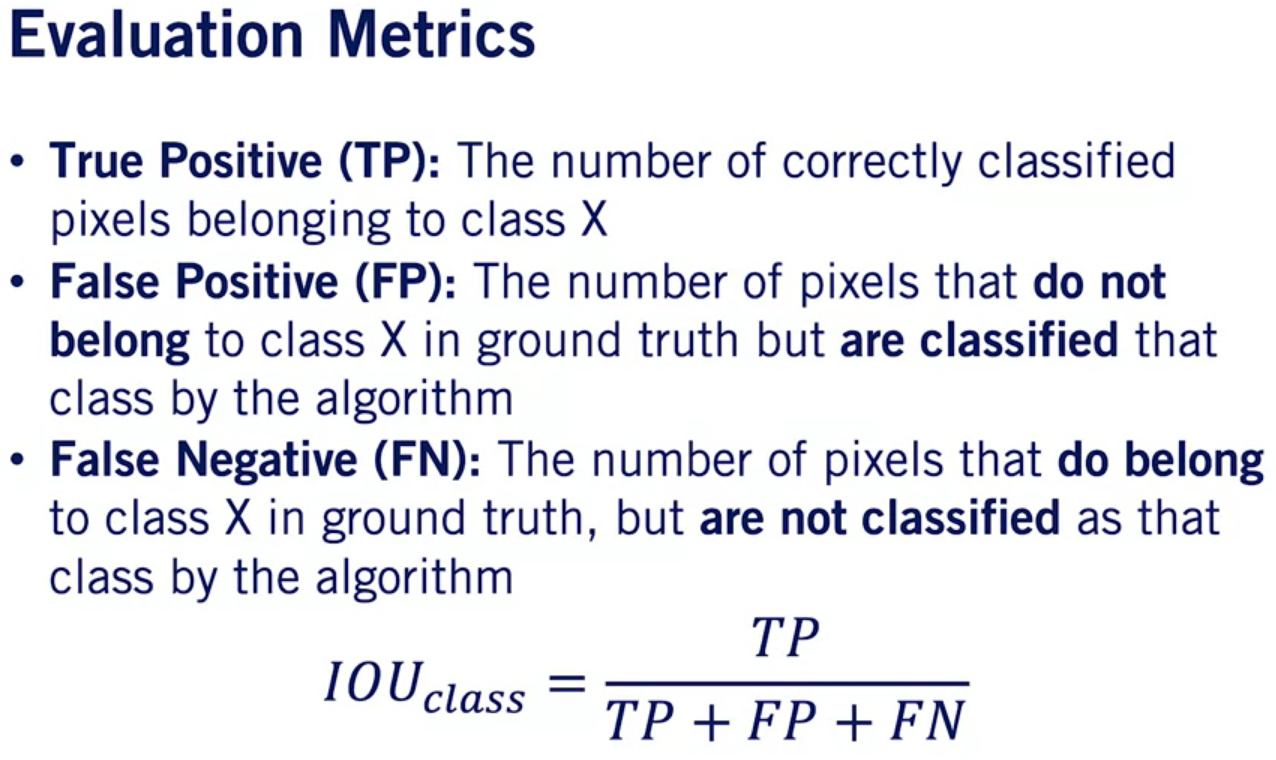 Evaluation Metrics
• True Positive (TP): The number of correctly classified
pixels belonging to class X
• False Positive (FP): The number of pixels that do not
belong to class X in ground truth but are classified that
class by the algorithm
• False Negative (FN): The number of pixels that do belong
to class X in ground truth, but are not classified as that
class by the algorithm
IOU_class = TP / (TP + FP + FN)